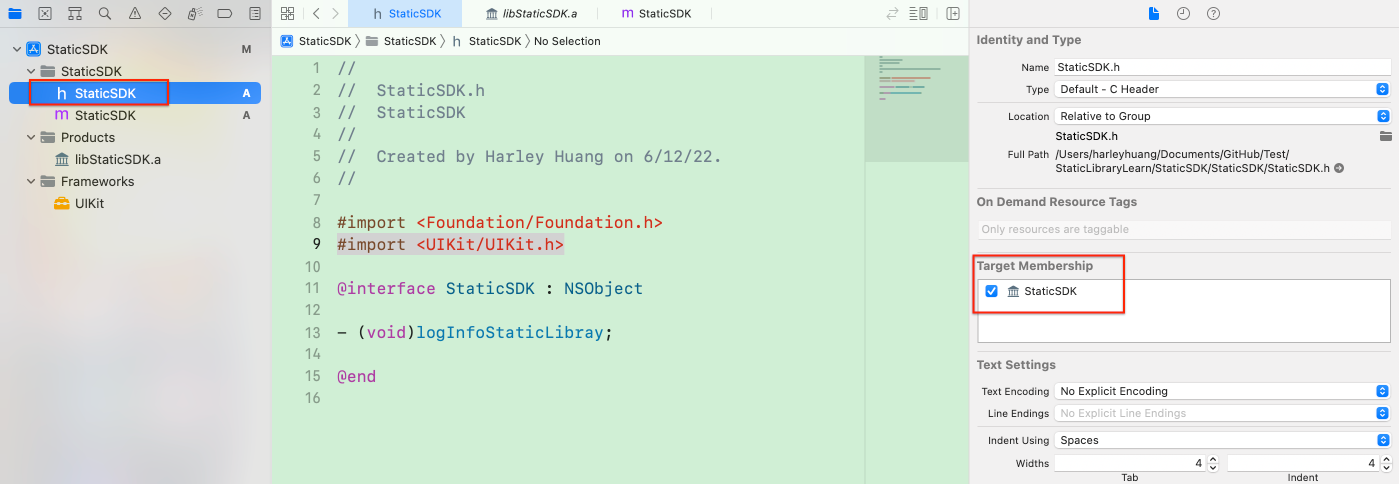 StaticSDK
libStaticSDK.a
StaticSDK
StaticSDK M
StaticSDK
StaticSDK A
StaticSDK A
Products
libStaticSDK.a
Frameworks
UIKit
StaticSDK StaticSDK StaticSDK No Selection
1 //
2 //  StaticSDK.h
3 //  StaticSDK
4 //
5 //  Created by Harley Huang on 6/12/22.
6 //
7
8 #import <Foundation/Foundation.h>
9 #import <UIKit/UIKit.h>
10
11 @interface StaticSDK : NSObject
12
13 - (void)logInfoStaticLibray;
14
15 @end
16
Identity and Type
Name StaticSDK.h
Type Default - C Header
Location Relative to Group
StaticSDK.h
Full Path /Users/harleyhuang/Documents/GitHub/Test/
StaticLibraryLearn/StaticSDK/StaticSDK/StaticSDK.h
On Demand Resource Tags
Only resources are taggable
Target Membership
StaticSDK
Text Settings
Text Encoding No Explicit Encoding
Line Endings No Explicit Line Endings
Indent Using Spaces
Widths 4 4
Tab Indent